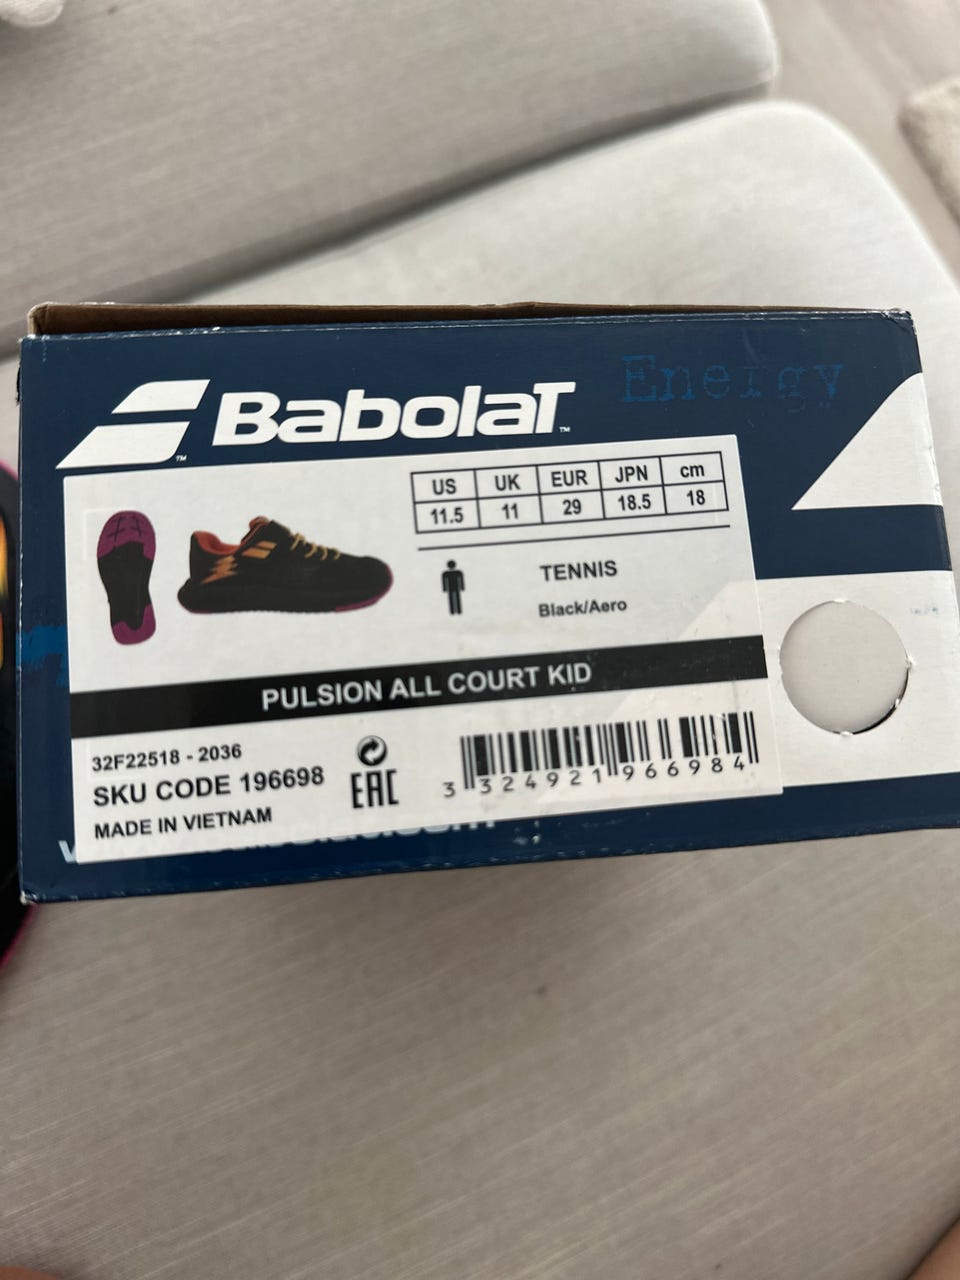 Energy
BabolaT™
US UK EUR JPN cm
11.5 11 29 18.5 18
TENNIS
Black/Aero
PULSION ALL COURT KID
32F22518 - 2036
SKU CODE 196698
MADE IN VIETNAM
EAC
3 324921 966984